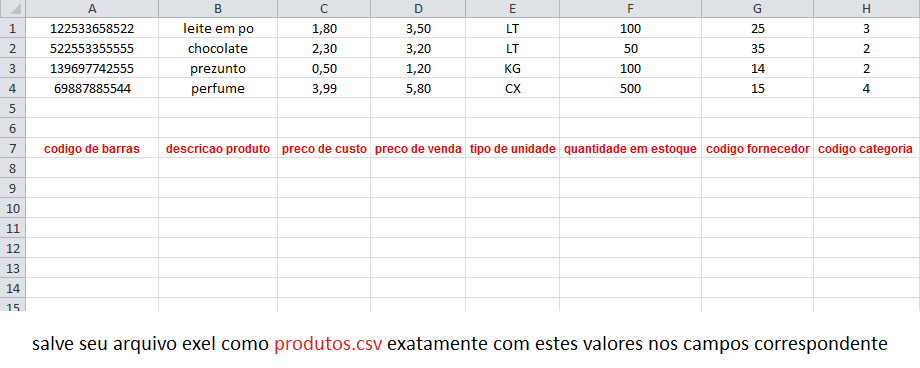 A B C D E F G H
1 122533658522 leite em po 1,80 3,50 LT 100 25 3
2 522553355555 chocolate 2,30 3,20 LT 50 35 2
3 139697742555 prezunto 0,50 1,20 KG 100 14 2
4 69887885544 perfume 3,99 5,80 CX 500 15 4
5
6
7 codigo de barras descricao produto preco de custo preco de venda tipo de unidade quantidade em estoque codigo fornecedor codigo categoria
8
9
10
11
12
13
14
15
salve seu arquivo exel como produtos.csv exatamente com estes valores nos campos correspondente